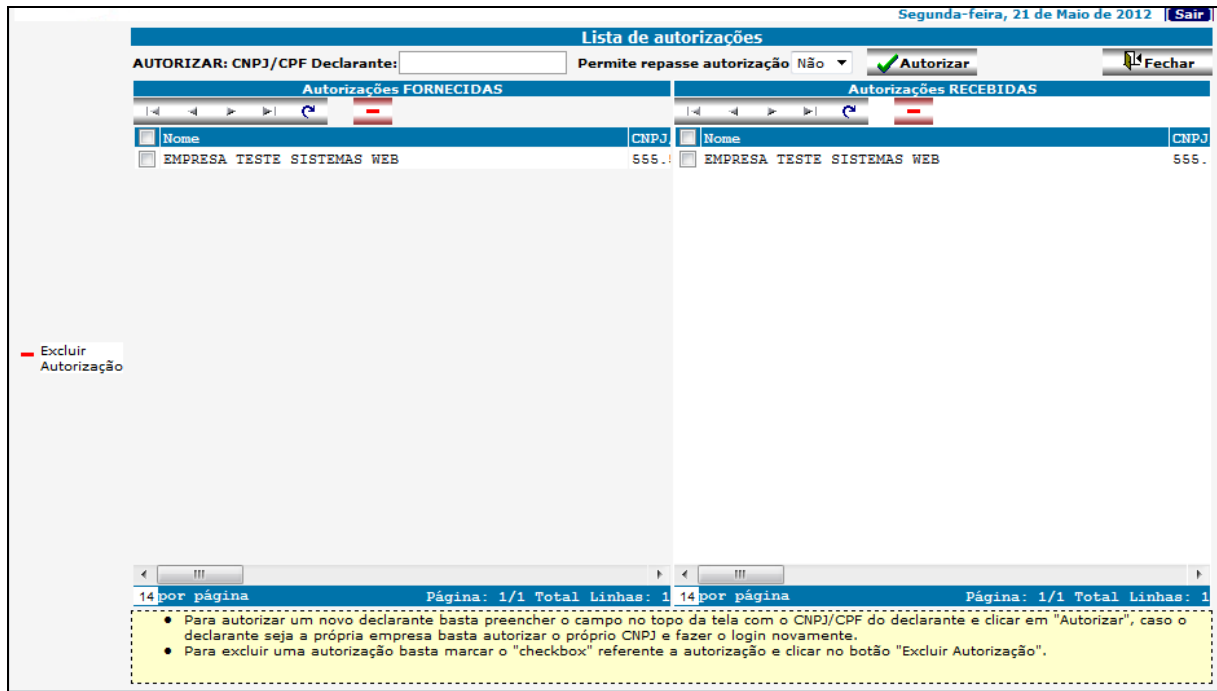 Segunda-feira, 21 de Maio de 2012 [Sair]
Lista de autorizações
AUTORIZAR: CNPJ/CPF Declarante: Permite repasse autorização Não Autorizar Fechar
Autorizações FORNECIDAS Autorizações RECEBIDAS
Nome CNPJ Nome CNPJ
EMPRESA TESTE SISTEMAS WEB 555. EMPRESA TESTE SISTEMAS WEB 555.
Excluir
Autorização
14 por página Página: 1/1 Total Linhas: 1 14 por página Página: 1/1 Total Linhas: 1
• Para autorizar um novo declarante basta preencher o campo no topo da tela com o CNPJ/CPF do declarante e clicar em "Autorizar", caso o
declarante seja a própria empresa basta autorizar o próprio CNPJ e fazer o login novamente.
• Para excluir uma autorização basta marcar o "checkbox" referente a autorização e clicar no botão "Excluir Autorização".